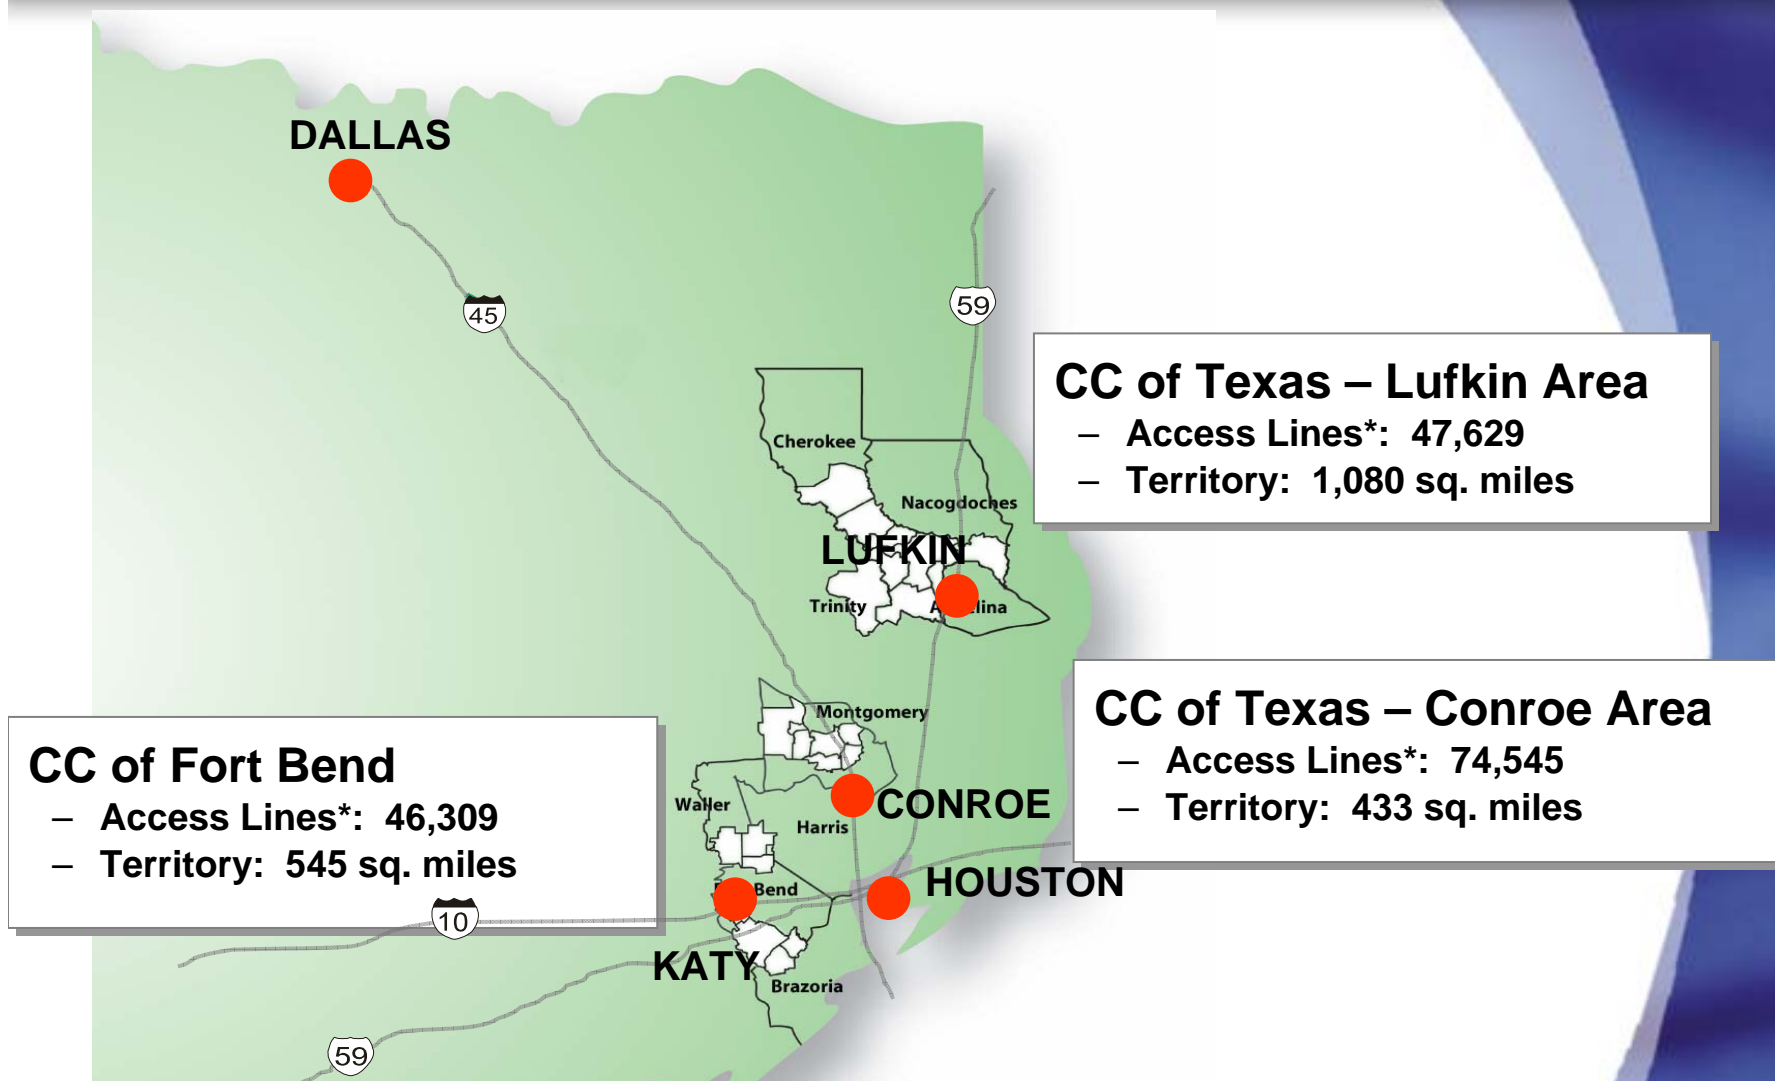 DALLAS
45
59
CC of Texas – Lufkin Area
– Access Lines*: 47,629
– Territory: 1,080 sq. miles
Cherokee
Nacogdoches
LUFKIN
Trinity
CC of Texas – Conroe Area
– Access Lines*: 74,545
– Territory: 433 sq. miles
Montgomery
CC of Fort Bend
– Access Lines*: 46,309
– Territory: 545 sq. miles
Waller
Harris
CONROE
HOUSTON
Bend
10
KATY
Brazoria
59